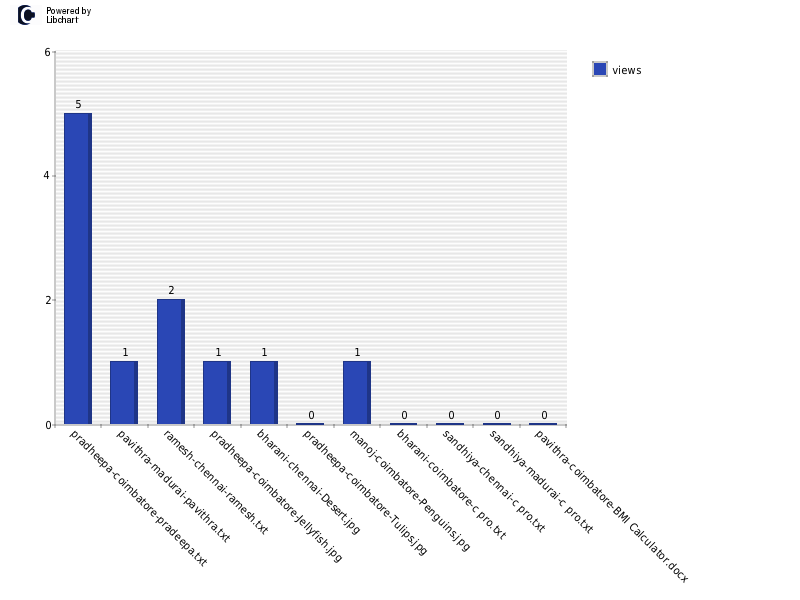 Powered by
Libchart
6
4
2
0
5
1
2
1
1
0
1
0
0
0
0
views
pradheepa-coimbatore-pradeepa.txt
pavithra-madurai-pavithra.txt
ramesh-chennai-ramesh.txt
pradheepa-coimbatore-Jellyfish.jpg
bharani-chennai-Desert.jpg
pradheepa-coimbatore-Tulips.jpg
manoj-coimbatore-Penguins.jpg
bharani-coimbatore-c pro.txt
sandhiya-chennai-c pro.txt
sandhiya-madurai-c pro.txt
pavithra-coimbatore-BMI Calculator.docx